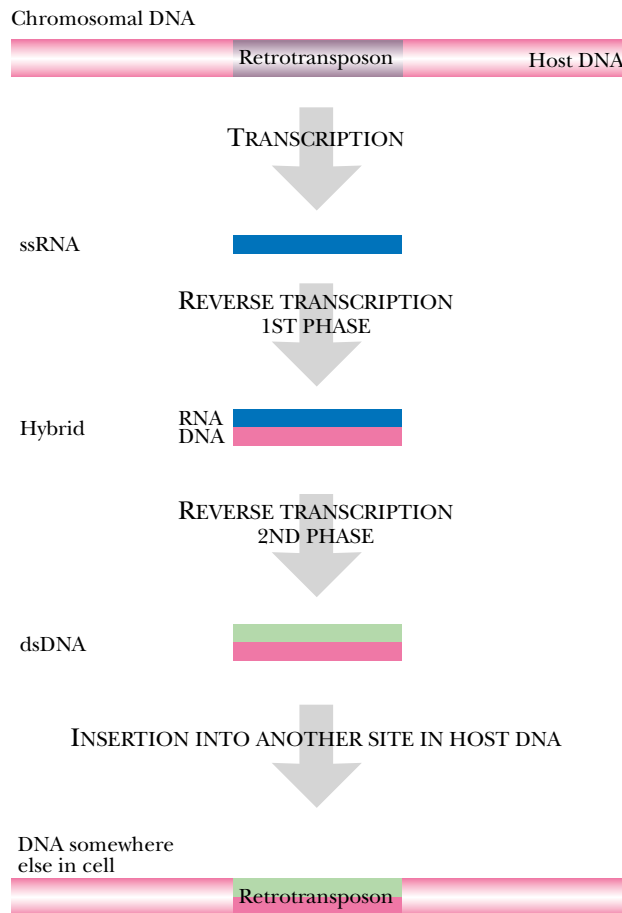 Chromosomal DNA
Retrotransposon
Host DNA
TRANSCRIPTION
ssRNA
REVERSE TRANSCRIPTION
1ST PHASE
RNA
Hybrid
DNA
REVERSE TRANSCRIPTION
2ND PHASE
dsDNA
INSERTION INTO ANOTHER SITE IN HOST DNA
DNA somewhere
else in cell
Retrotransposon